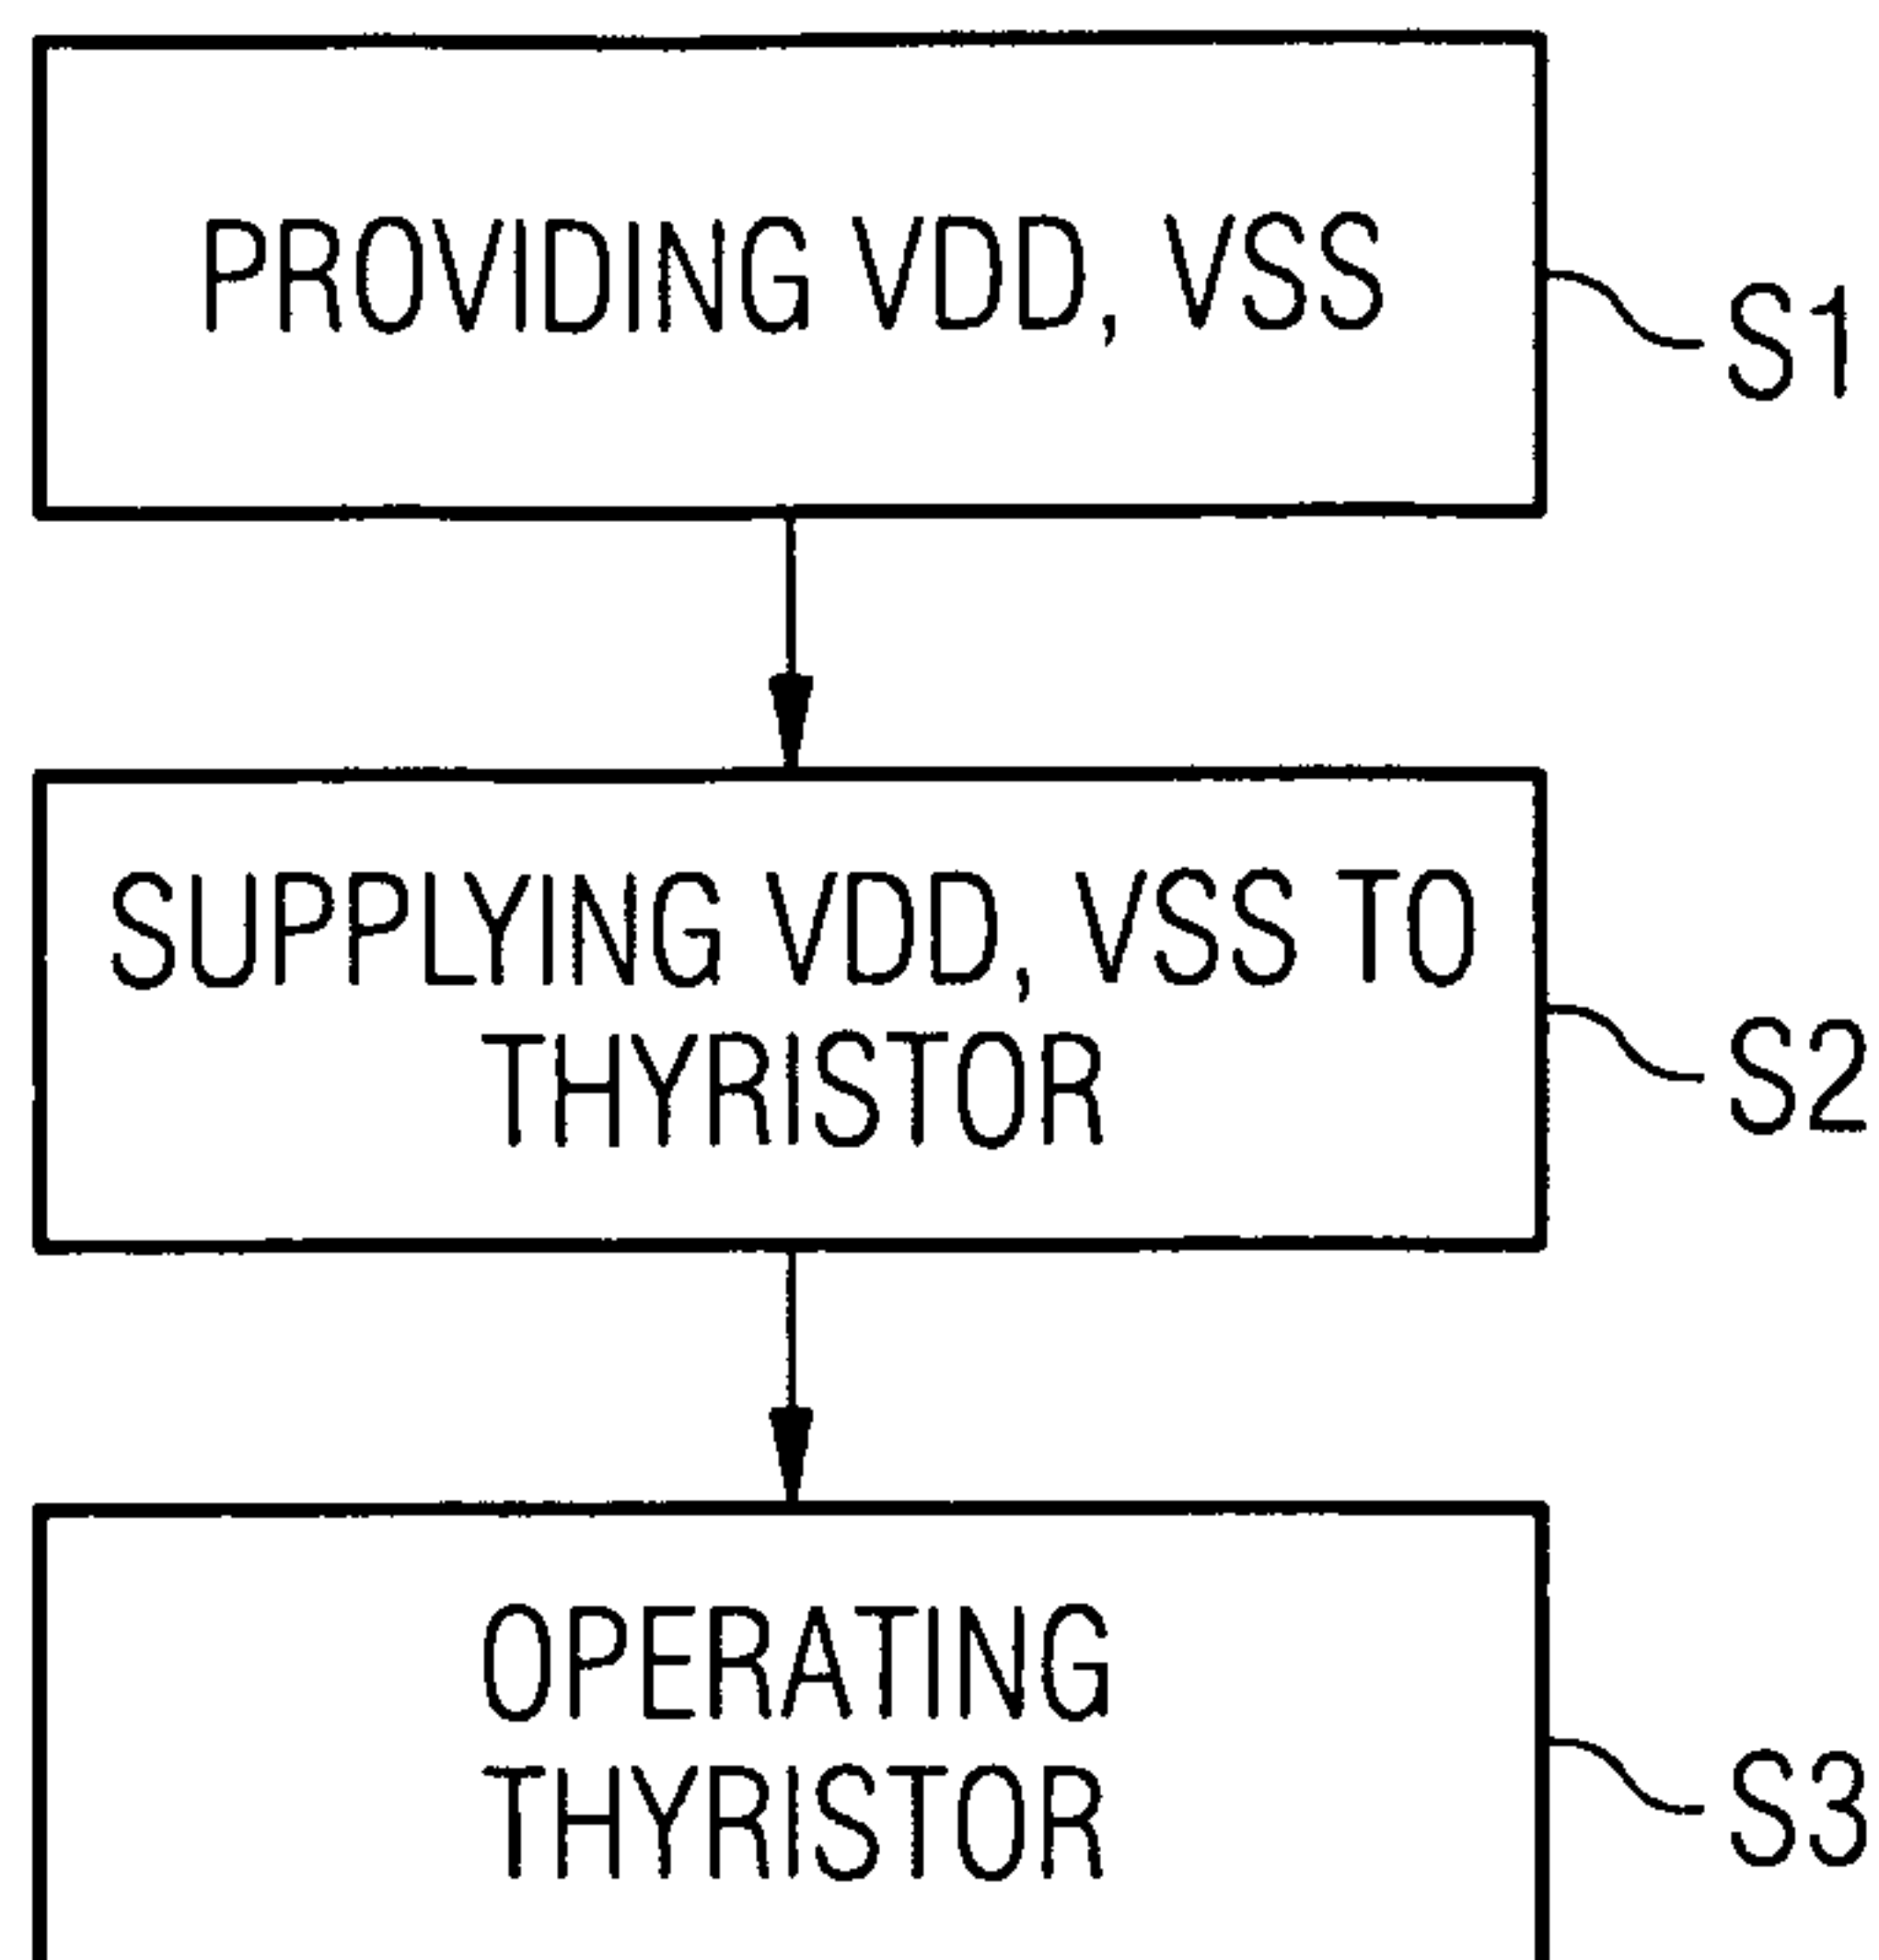 PROVIDING VDD, VSS
S1
SUPPLYING VDD, VSS TO
THYRISTOR
S2
OPERATING
THYRISTOR
S3